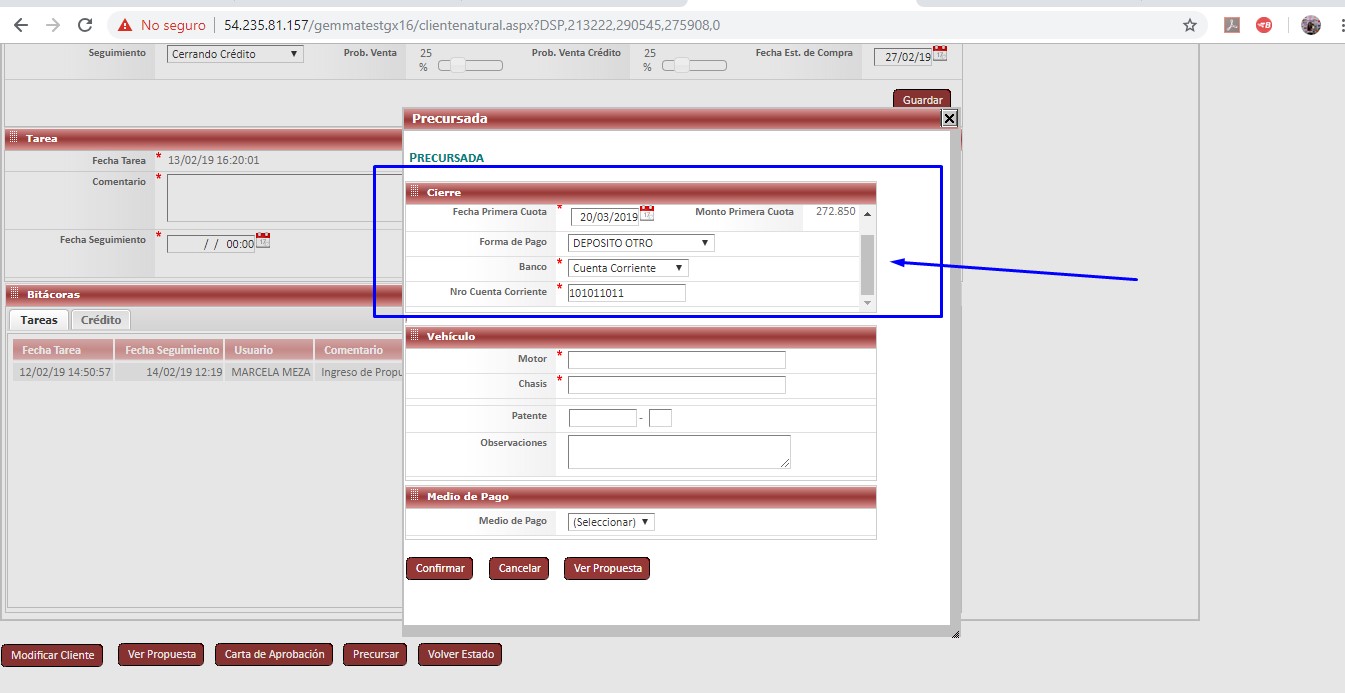 No seguro 54.235.81.157/gemmatestgx16/clientenatural.aspx?DSP,213222,290545,275908,0
Seguimiento Cerrando Crédito Prob. Venta 25 % Prob. Venta Crédito 25 % Fecha Est. de Compra 27/02/19
Guardar
Tarea
Fecha Tarea * 13/02/19 16:20:01
Comentario *
Fecha Seguimiento * / / 00:00
Bitácoras
Tareas Crédito
Fecha Tarea Fecha Seguimiento Usuario Comentario
12/02/19 14:50:57 14/02/19 12:19 MARCELA MEZA Ingreso de Propu
Precursada
PRECURSADA
Cierre
Fecha Primera Cuota * 20/03/2019 Monto Primera Cuota 272.850
Forma de Pago DEPOSITO OTRO
Banco * Cuenta Corriente
Nro Cuenta Corriente * 101011011
Vehículo
Motor *
Chasis *
Patente -
Observaciones
Medio de Pago
Medio de Pago (Seleccionar)
Confirmar Cancelar Ver Propuesta
Modificar Cliente Ver Propuesta Carta de Aprobación Precursar Volver Estado